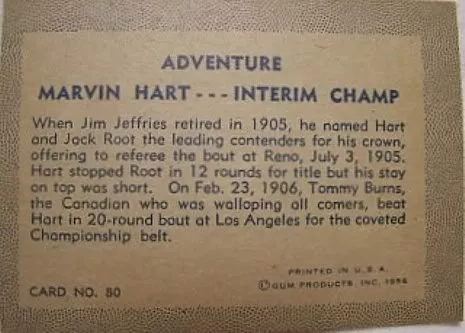 ADVENTURE
MARVIN HART - - - INTERIM CHAMP
When Jim Jeffries retired in 1905, he named Hart
and Jack Root the leading contenders for his crown,
offering to referee the bout at Reno, July 3, 1905.
Hart stopped Root in 12 rounds for title but his stay
on top was short. On Feb. 23, 1906, Tommy Burns,
the Canadian who was walloping all comers, beat
Hart in 20-round bout at Los Angeles for the coveted
Championship belt.
PRINTED IN U.S.A.
CARD NO. 80
© GUM PRODUCTS, INC. 1956